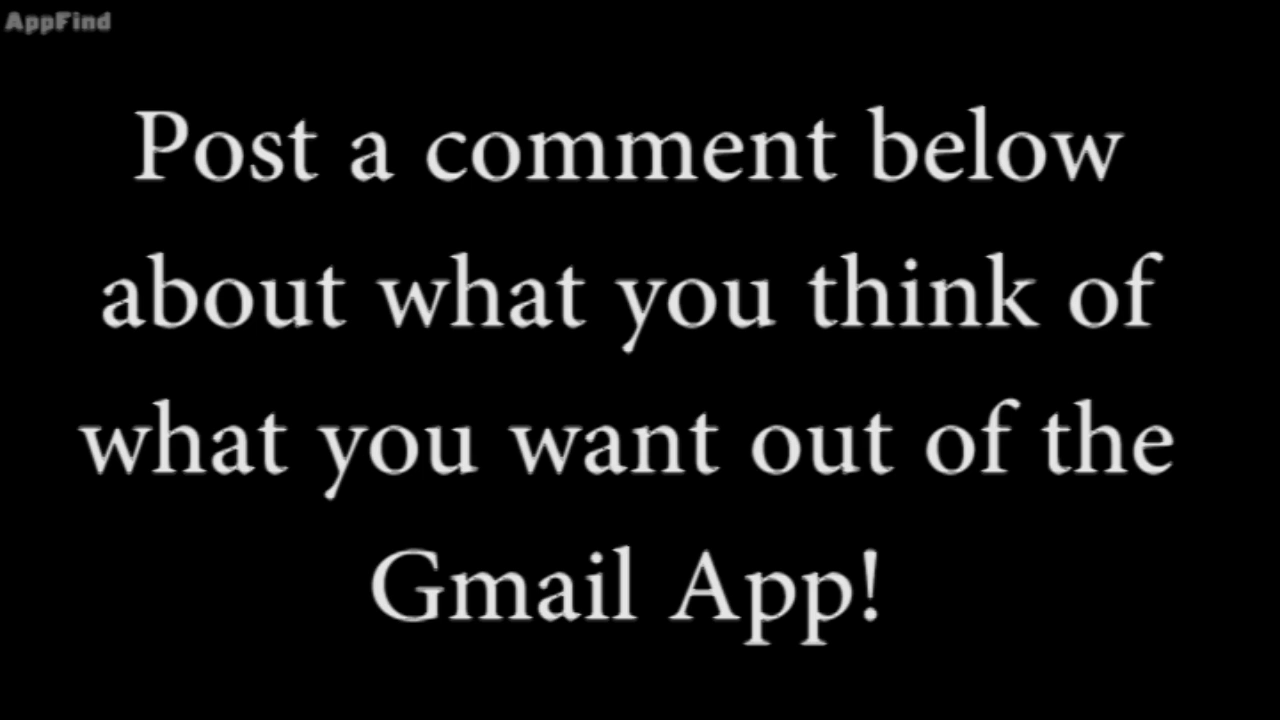 AppFind
Post a comment below
about what you think of
what you want out of the
Gmail App!